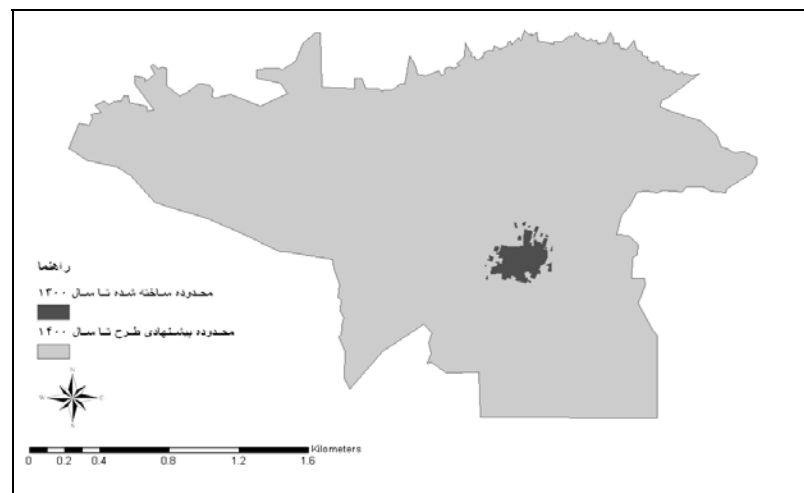 راهنما
محدوده ساخته شده تا سال ۱۳۰۰
محدوده پیشنهادی طرح تا سال ۱۴۰۰
N
W E
S
Kilometers
0 0.2 0.4 0.8 1.2 1.6